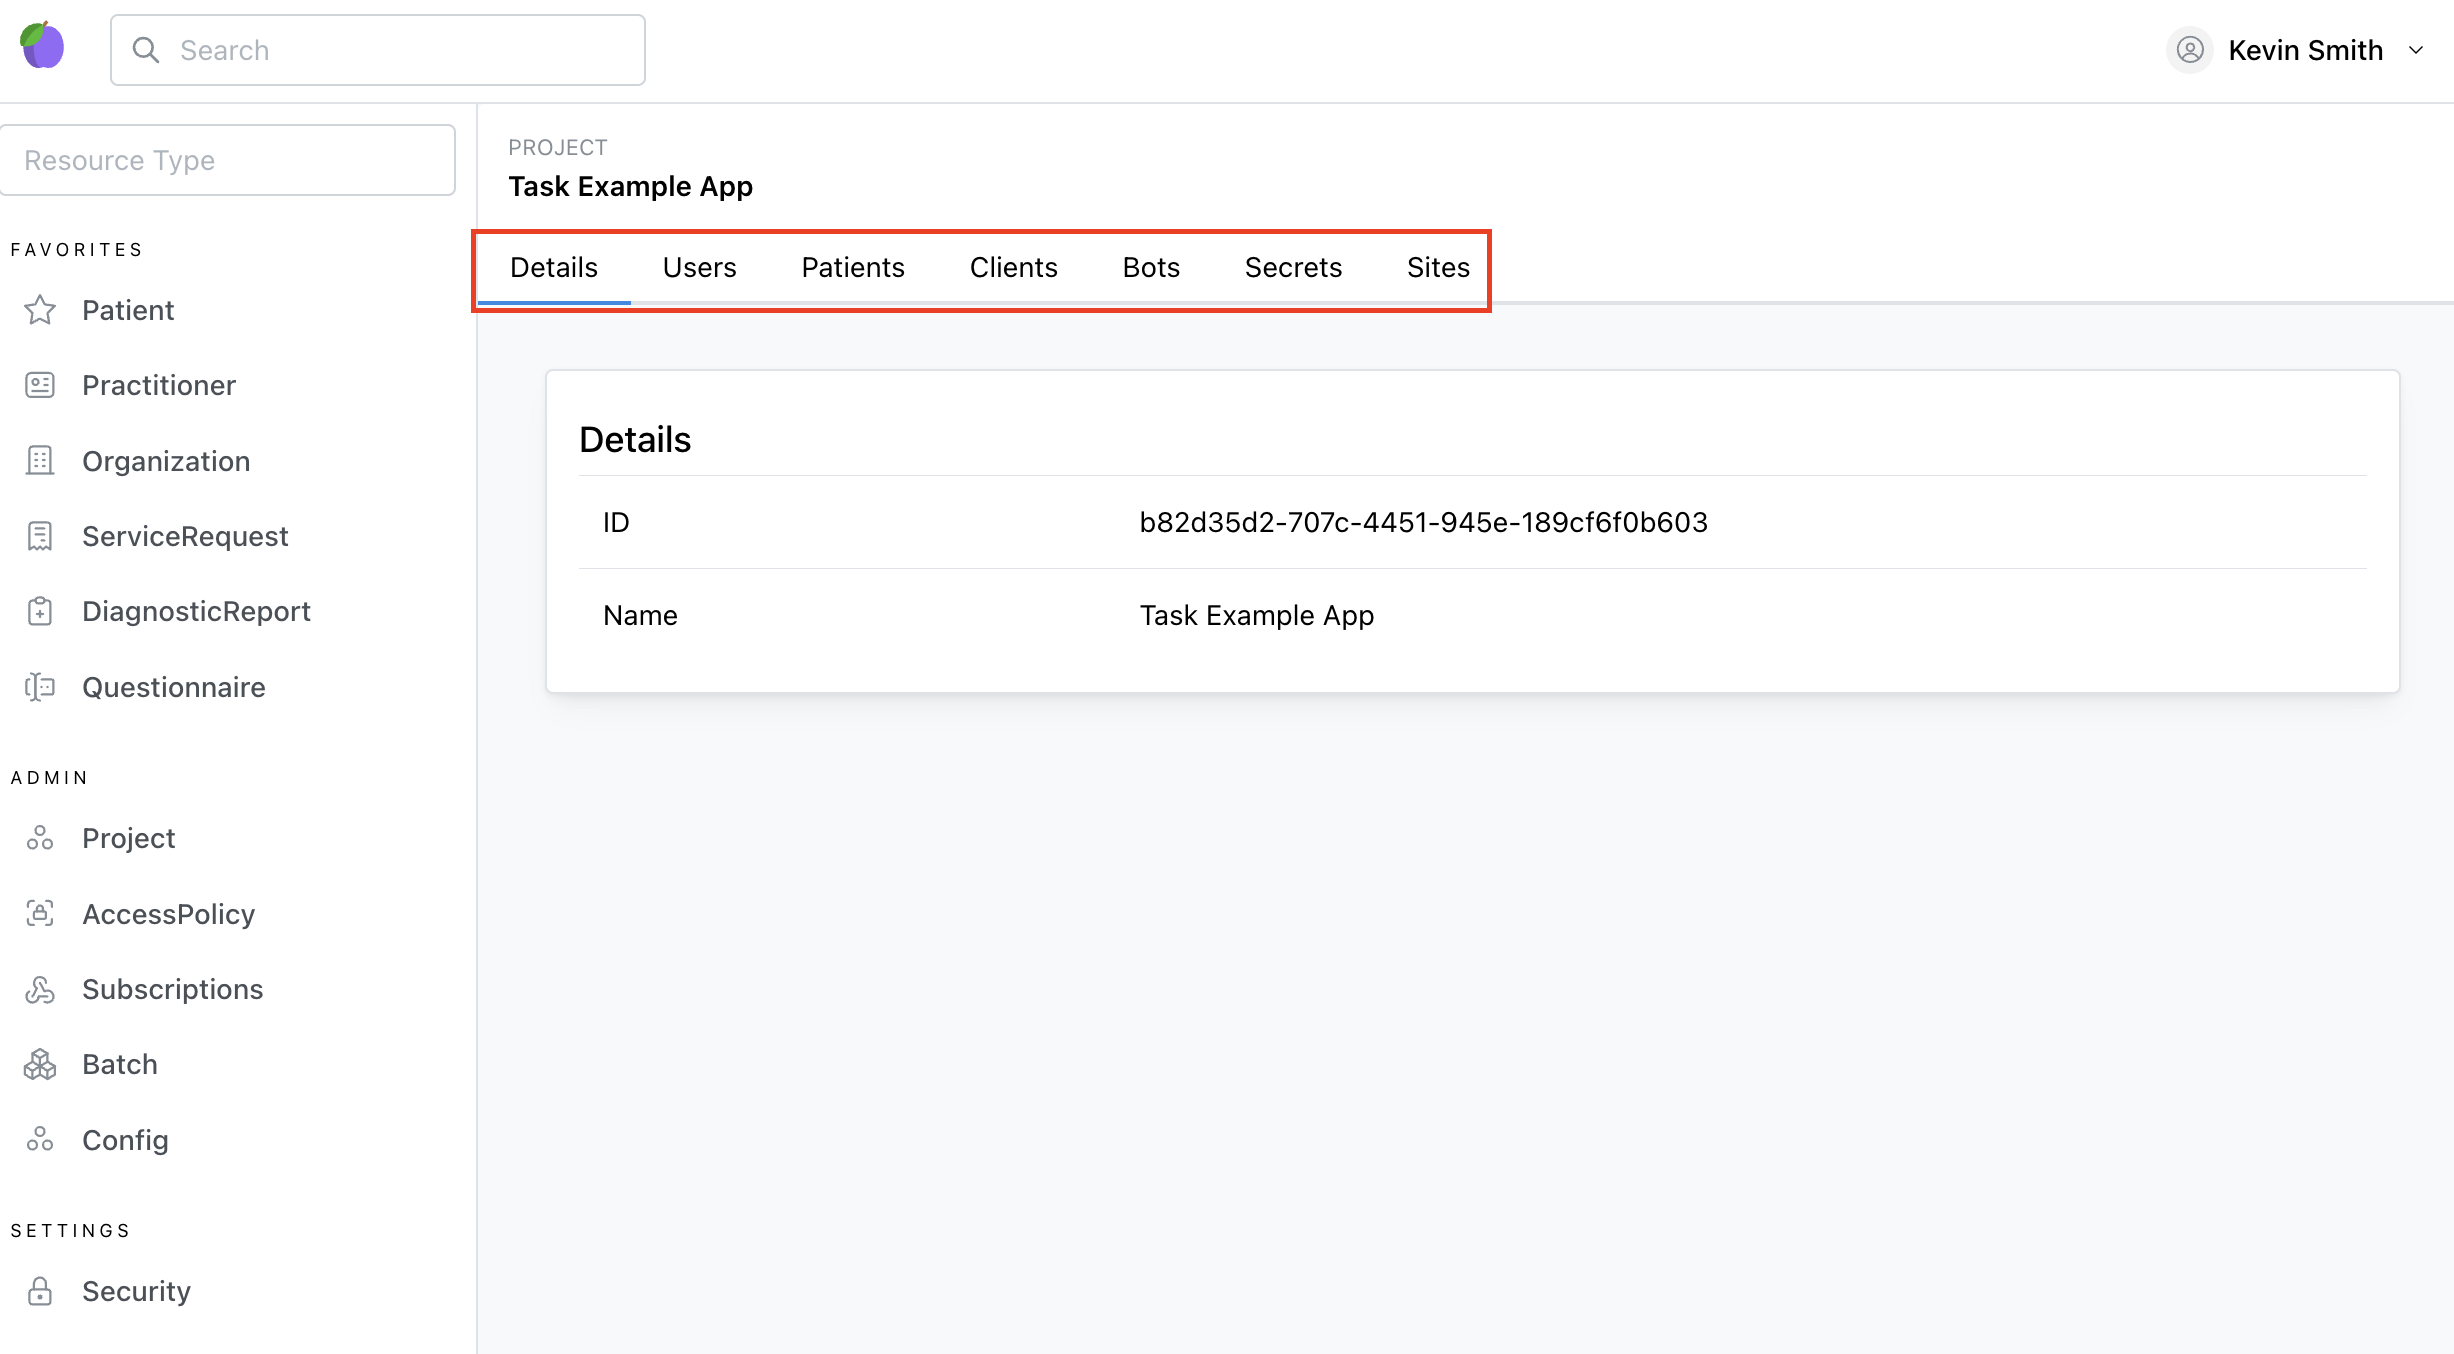 Search
Kevin Smith
Resource Type
FAVORITES
Patient
Practitioner
Organization
ServiceRequest
DiagnosticReport
Questionnaire
ADMIN
Project
AccessPolicy
Subscriptions
Batch
Config
SETTINGS
Security
PROJECT
Task Example App
Details Users Patients Clients Bots Secrets Sites
Details
ID b82d35d2-707c-4451-945e-189cf6f0b603
Name Task Example App